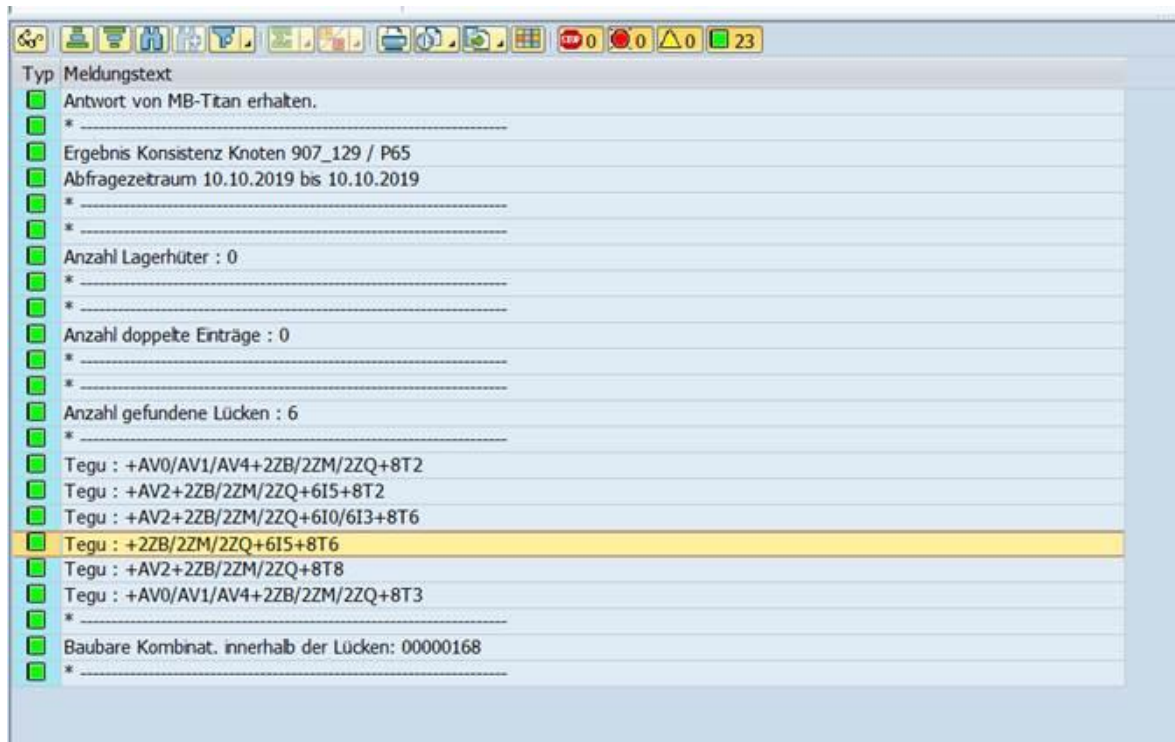 STOP 0 0 0 23
Typ Meldungstext
Antwort von MB-Titan erhalten.
* --------------------------------------------------------------------
Ergebnis Konsistenz Knoten 907_129 / P65
Abfragezeitraum 10.10.2019 bis 10.10.2019
* --------------------------------------------------------------------
* --------------------------------------------------------------------
Anzahl Lagerhüter : 0
* --------------------------------------------------------------------
* --------------------------------------------------------------------
Anzahl doppelte Einträge : 0
* --------------------------------------------------------------------
* --------------------------------------------------------------------
Anzahl gefundene Lücken : 6
* --------------------------------------------------------------------
Tegu : +AV0/AV1/AV4+2ZB/2ZM/2ZQ+8T2
Tegu : +AV2+2ZB/2ZM/2ZQ+6I5+8T2
Tegu : +AV2+2ZB/2ZM/2ZQ+6I0/6I3+8T6
Tegu : +2ZB/2ZM/2ZQ+6I5+8T6
Tegu : +AV2+2ZB/2ZM/2ZQ+8T8
Tegu : +AV0/AV1/AV4+2ZB/2ZM/2ZQ+8T3
* --------------------------------------------------------------------
Baubare Kombinat. innerhalb der Lücken: 00000168
* --------------------------------------------------------------------